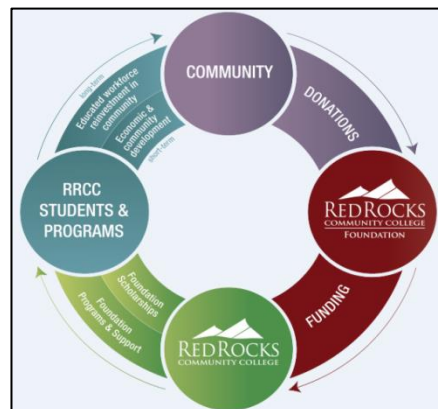 COMMUNITY
DONATIONS
REDROCKS
COMMUNITY COLLEGE
FOUNDATION
FUNDING
REDROCKS
COMMUNITY COLLEGE
Foundation
Scholarships
Foundation
Programs & Support
RRCC
STUDENTS &
PROGRAMS
long-term
Educated workforce
reinvestment in
community
Economic &
community
development
short-term